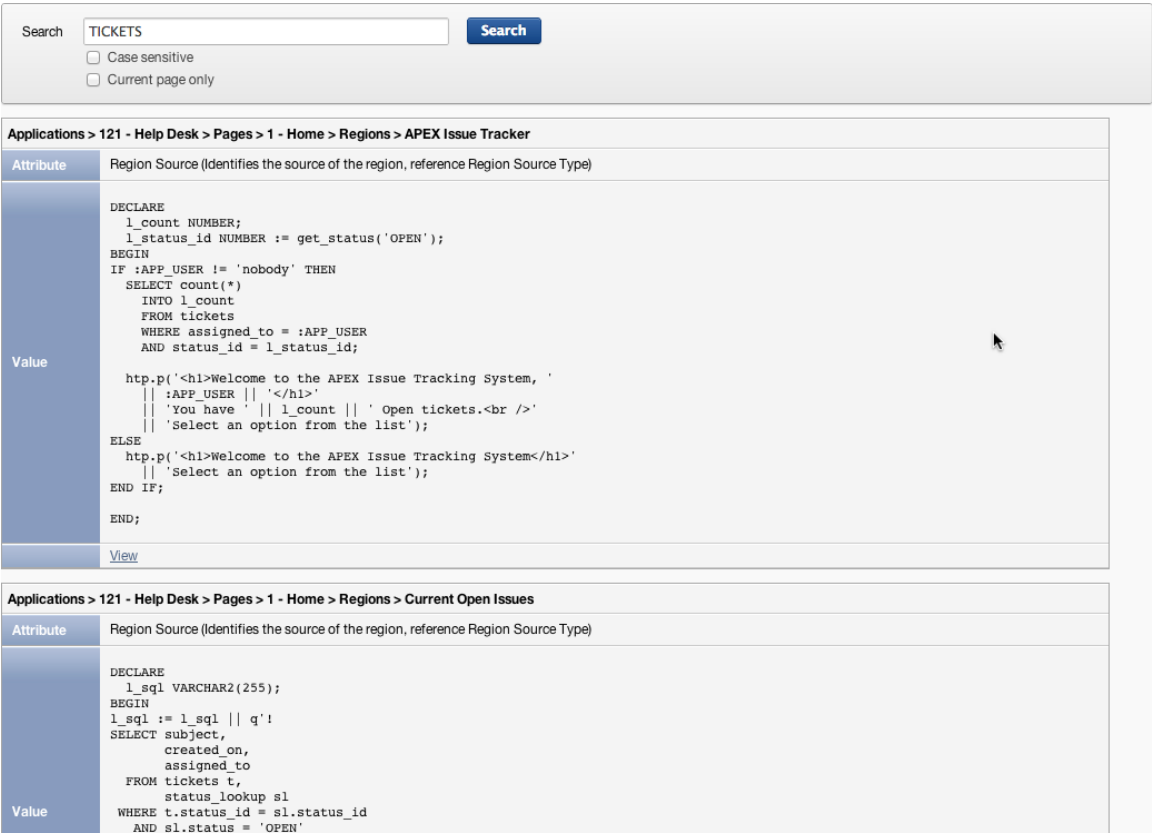 Search TICKETS Search
Case sensitive
Current page only
Applications > 121 - Help Desk > Pages > 1 - Home > Regions > APEX Issue Tracker
Attribute Region Source (Identifies the source of the region, reference Region Source Type)
Value
DECLARE
  l_count NUMBER;
  l_status_id NUMBER := get_status('OPEN');
BEGIN
IF :APP_USER != 'nobody' THEN
  SELECT count(*)
    INTO l_count
    FROM tickets
    WHERE assigned_to = :APP_USER
    AND status_id = l_status_id;
  htp.p('<h1>Welcome to the APEX Issue Tracking System, '
    || :APP_USER || '</h1>'
    || 'You have ' || l_count || ' Open tickets.<br />'
    || 'Select an option from the list');
ELSE
  htp.p('<h1>Welcome to the APEX Issue Tracking System</h1>'
    || 'Select an option from the list');
END IF;
END;
View
Applications > 121 - Help Desk > Pages > 1 - Home > Regions > Current Open Issues
Attribute Region Source (Identifies the source of the region, reference Region Source Type)
Value
DECLARE
  l_sql VARCHAR2(255);
BEGIN
l_sql := l_sql || q'!
SELECT subject,
       created_on,
       assigned_to
  FROM tickets t,
       status_lookup sl
 WHERE t.status_id = sl.status_id
   AND sl.status = 'OPEN'